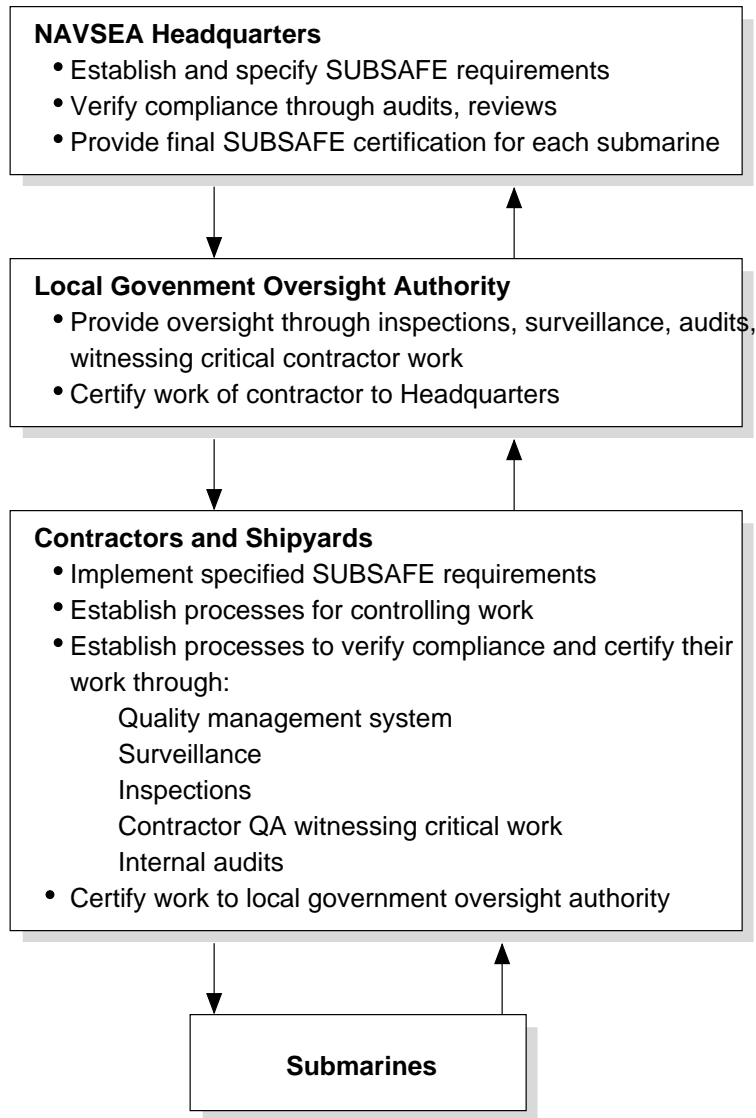 NAVSEA Headquarters
• Establish and specify SUBSAFE requirements
• Verify compliance through audits, reviews
• Provide final SUBSAFE certification for each submarine
Local Govenment Oversight Authority
• Provide oversight through inspections, surveillance, audits,
witnessing critical contractor work
• Certify work of contractor to Headquarters
Contractors and Shipyards
• Implement specified SUBSAFE requirements
• Establish processes for controlling work
• Establish processes to verify compliance and certify their
work through:
Quality management system
Surveillance
Inspections
Contractor QA witnessing critical work
Internal audits
• Certify work to local government oversight authority
Submarines